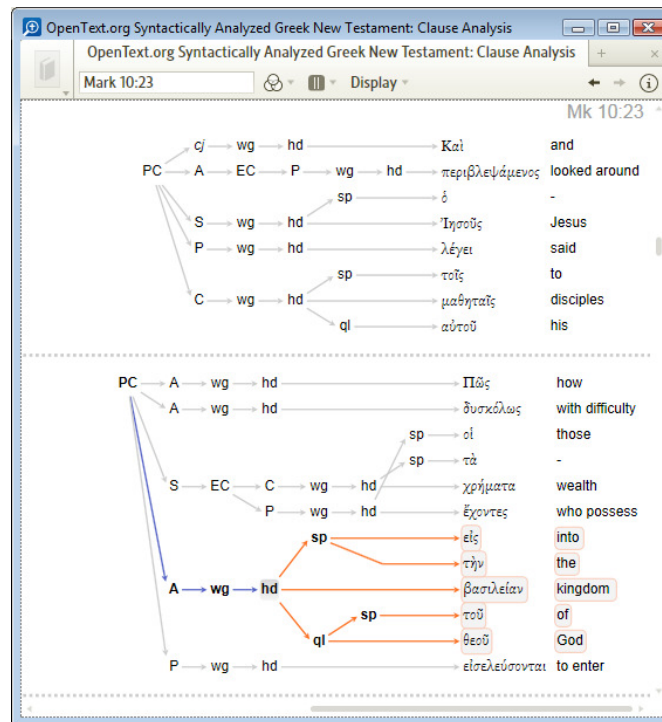 OpenText.org Syntactically Analyzed Greek New Testament: Clause Analysis
OpenText.org Syntactically Analyzed Greek New Testament: Clause Analysis + ×
Mark 10:23 Display
Mk 10:23
cj wg hd Καὶ and
PC A EC P wg hd περιβλεψάμενος looked around
sp ὁ -
S wg hd Ἰησοῦς Jesus
P wg hd λέγει said
sp τοῖς to
C wg hd μαθηταῖς disciples
ql αὐτοῦ his
PC A wg hd Πῶς how
A wg hd δυσκόλως with difficulty
sp οἱ those
sp τὰ -
S EC C wg hd χρήματα wealth
P wg hd ἔχοντες who possess
sp εἰς into
τὴν the
A wg hd βασιλείαν kingdom
sp τοῦ of
ql θεοῦ God
P wg hd εἰσελεύσονται to enter